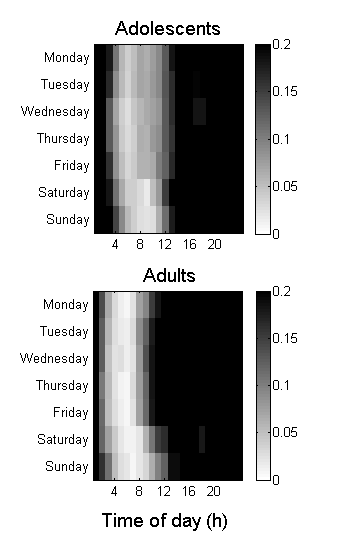 Adolescents
Monday
Tuesday
Wednesday
Thursday
Friday
Saturday
Sunday
4 8 12 16 20
0.2
0.15
0.1
0.05
0
Adults
Monday
Tuesday
Wednesday
Thursday
Friday
Saturday
Sunday
4 8 12 16 20
0.2
0.15
0.1
0.05
0
Time of day (h)